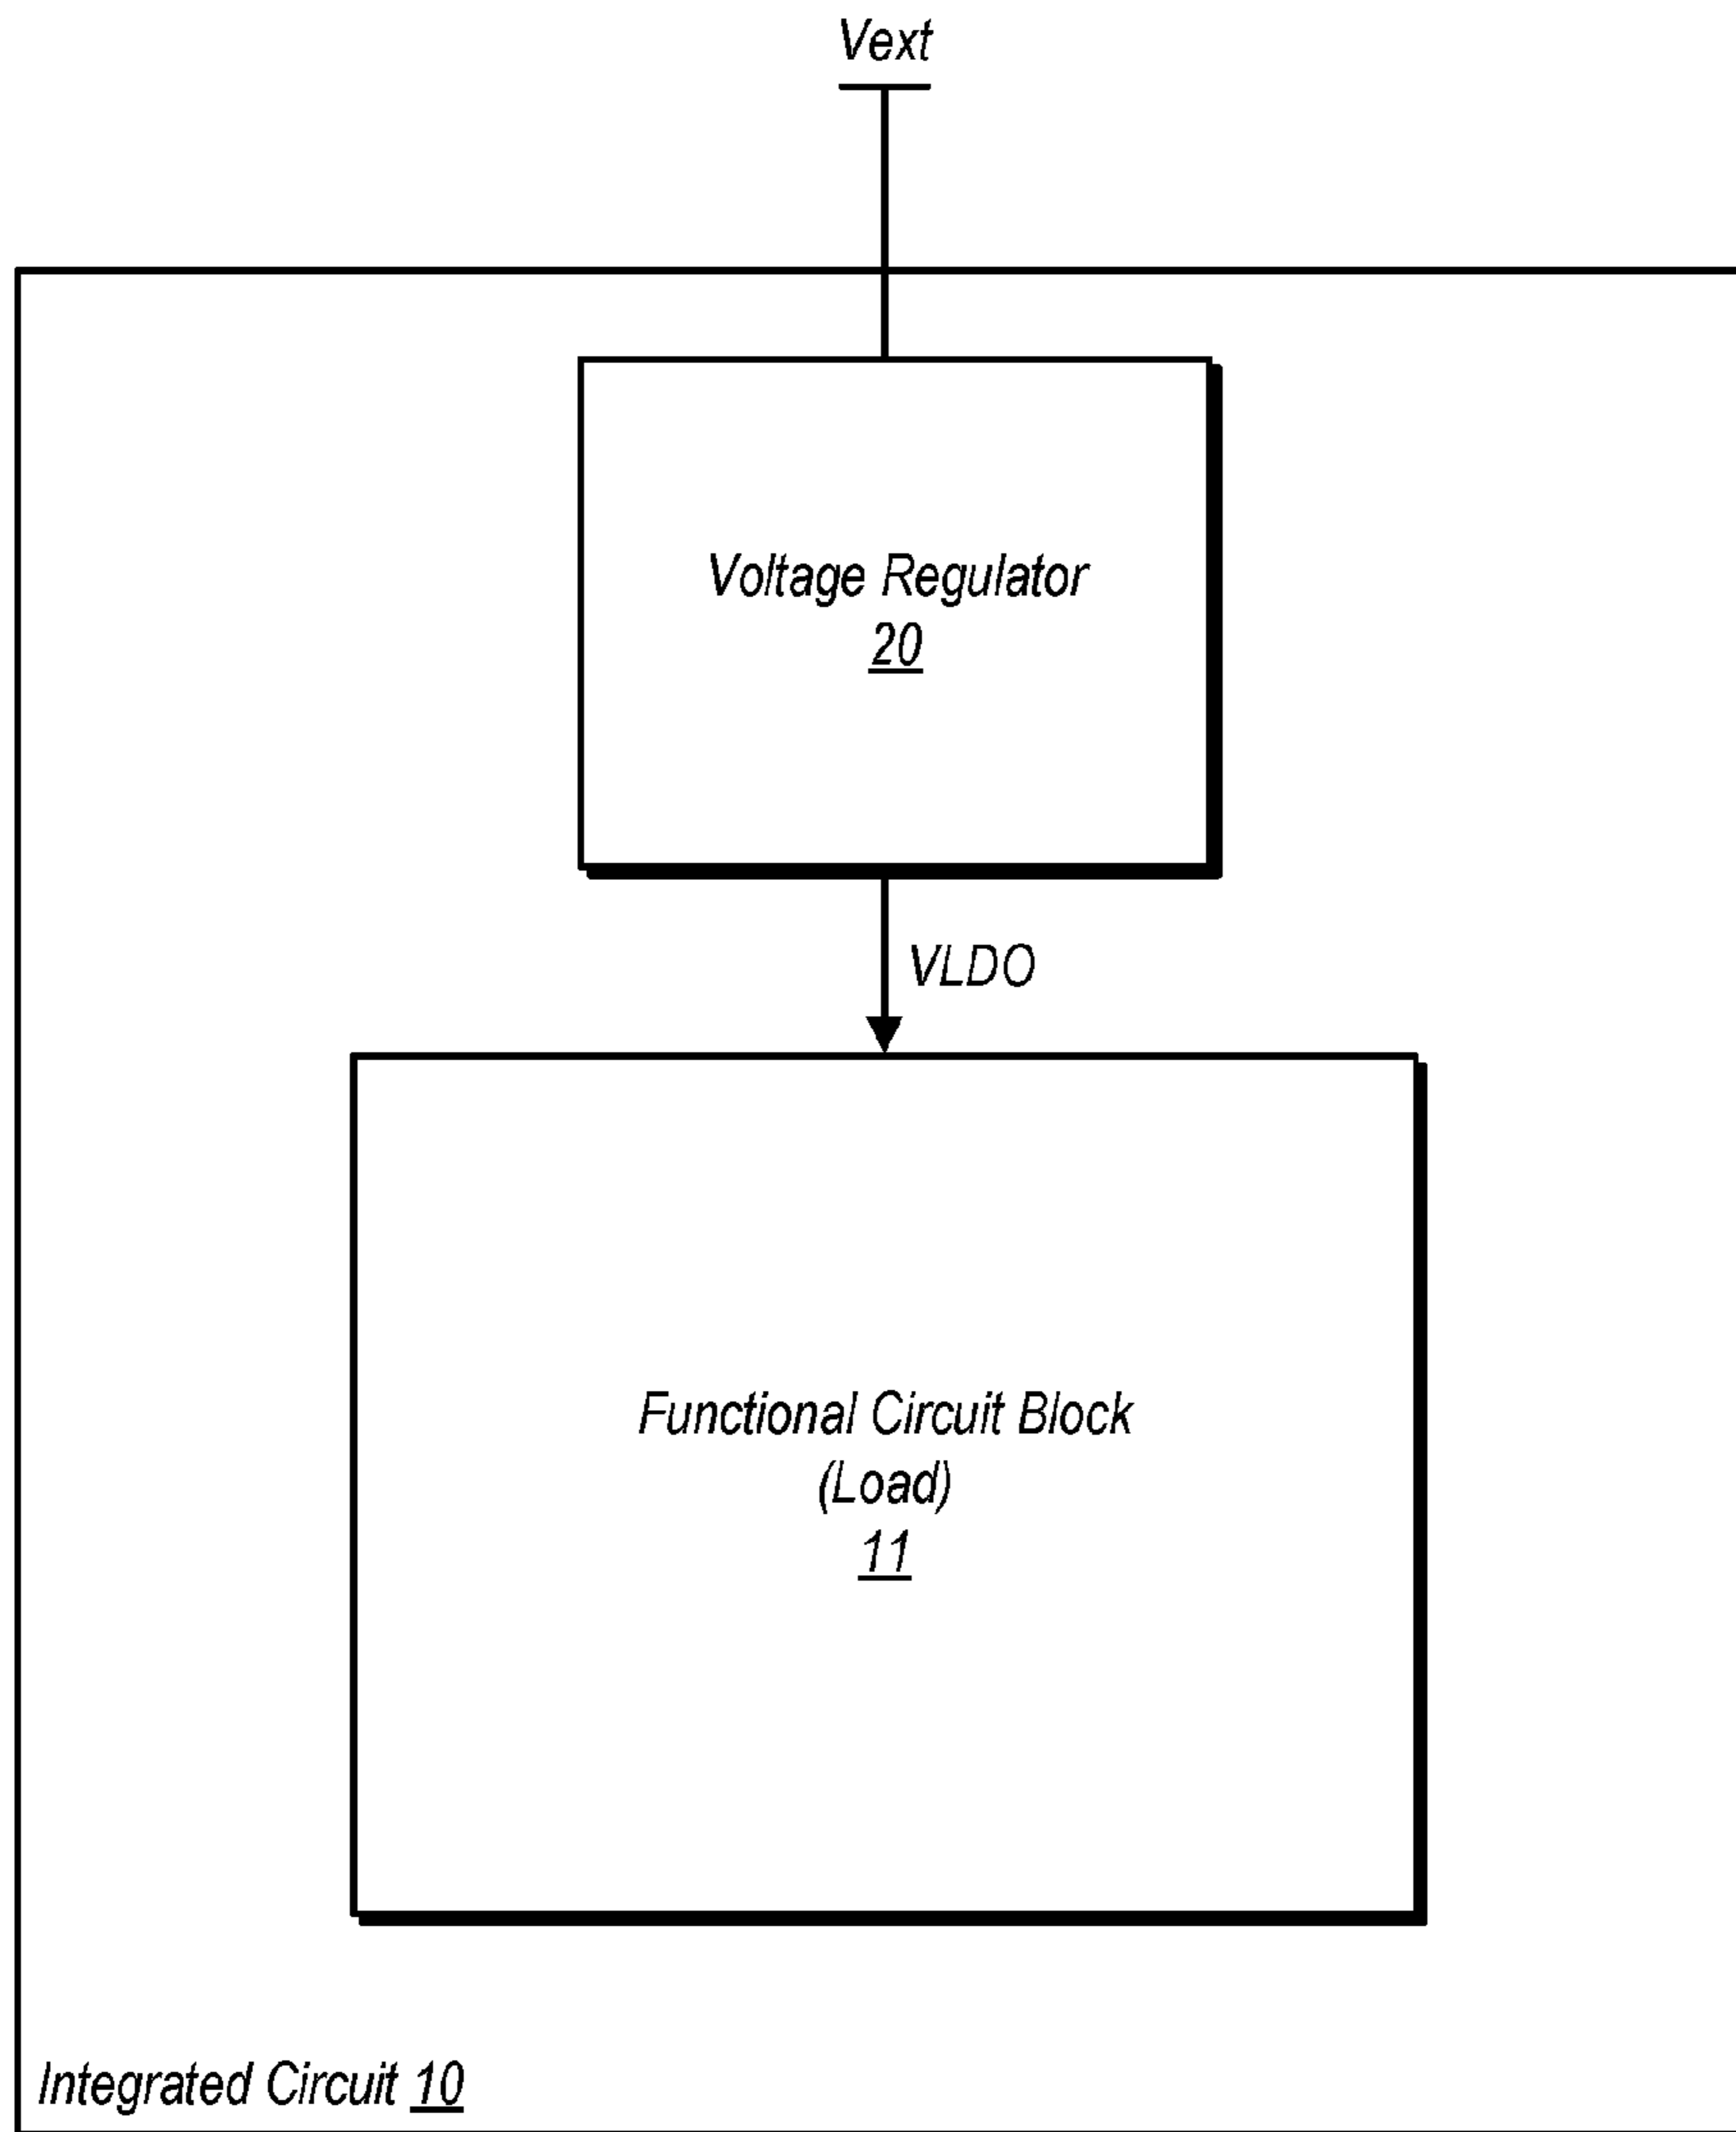 Vext
Voltage Regulator
20
VLDO
Functional Circuit Block
(Load)
11
Integrated Circuit 10